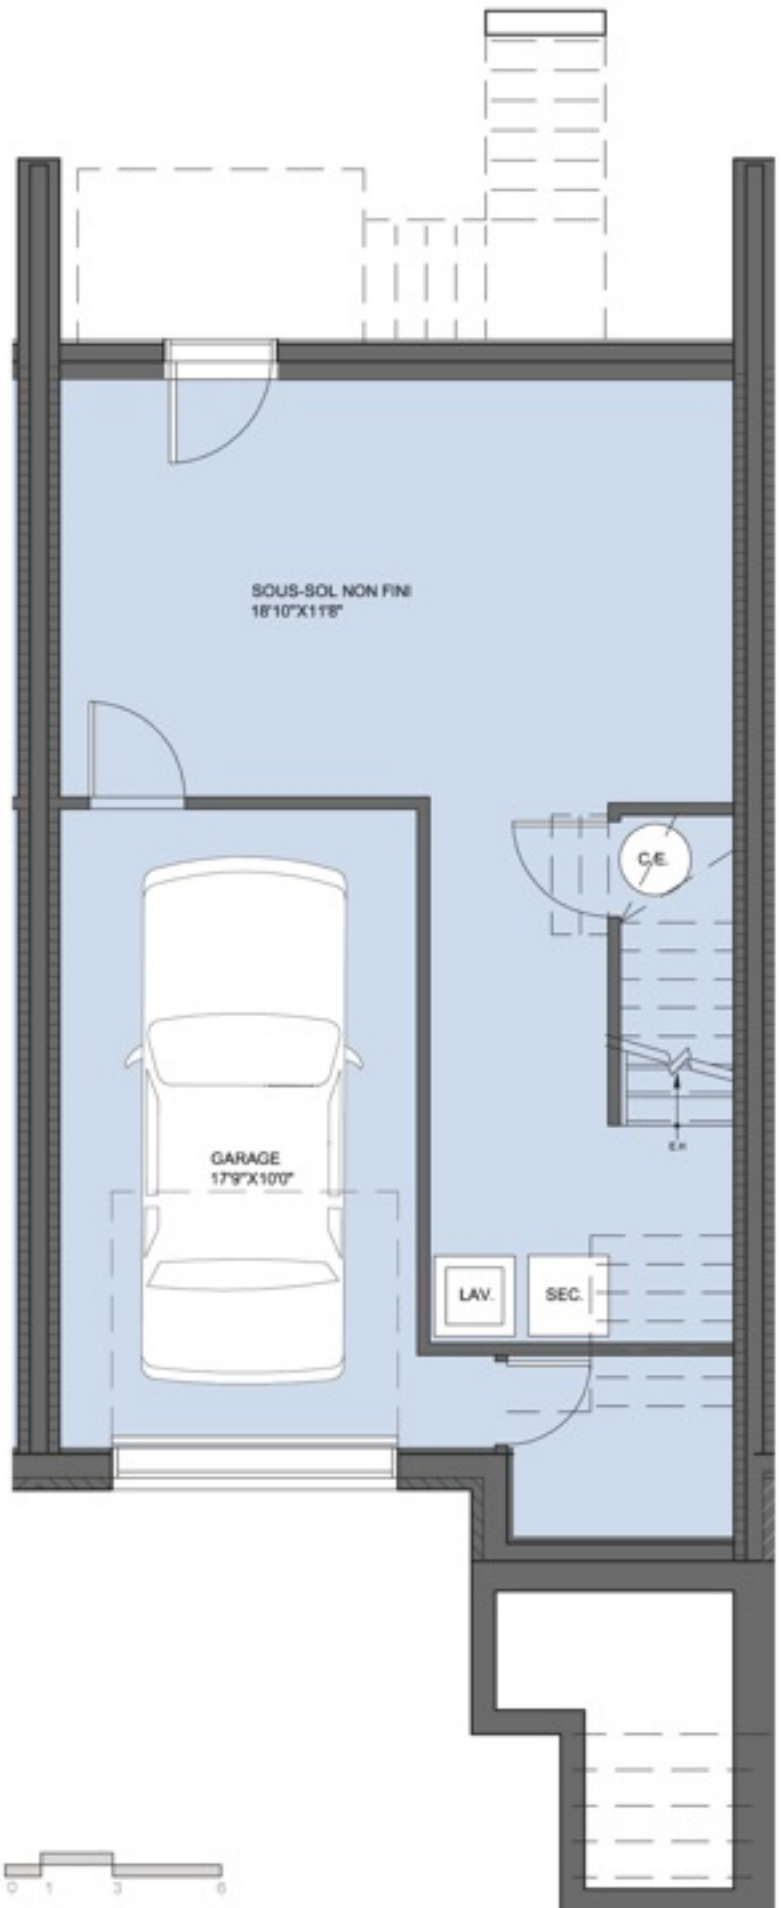 SOUS-SOL NON FINI
18'10"X11'8"
C.E.
GARAGE
17'9"X10'0"
E.H
LAV.
SEC.
0 1 3 6